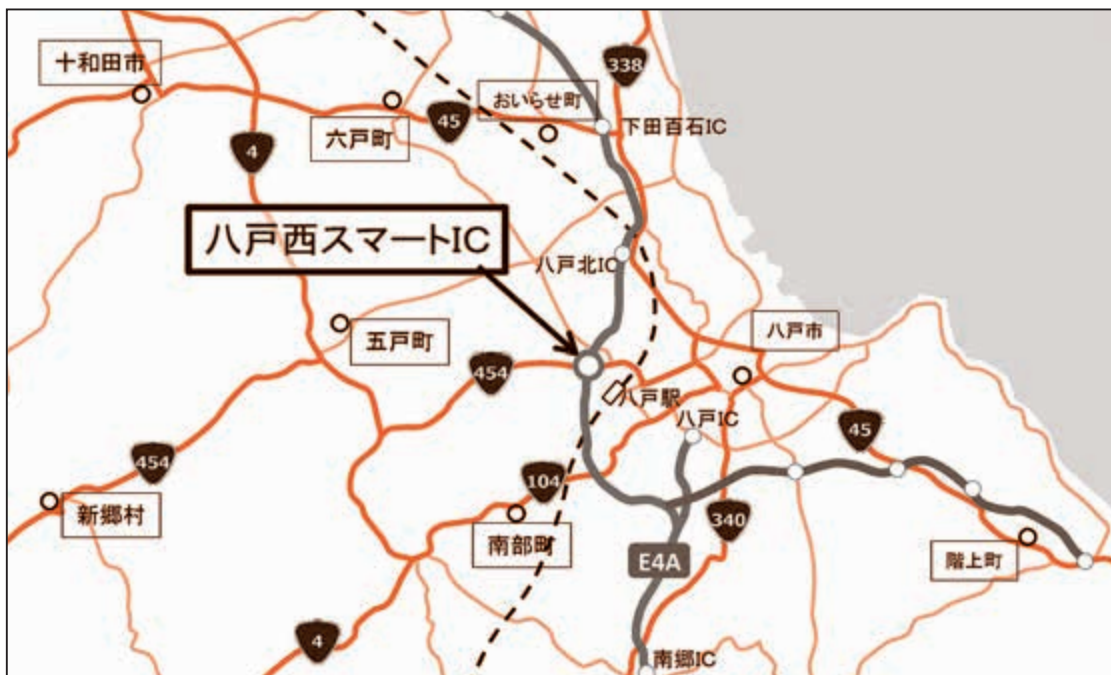 338
十和田市
おいらせ町
45
下田百石IC
六戸町
4
八戸西スマートIC
八戸北IC
八戸市
五戸町
454
八戸駅
八戸IC
45
454
104
新郷村
340
南部町
E4A
階上町
4
南郷IC